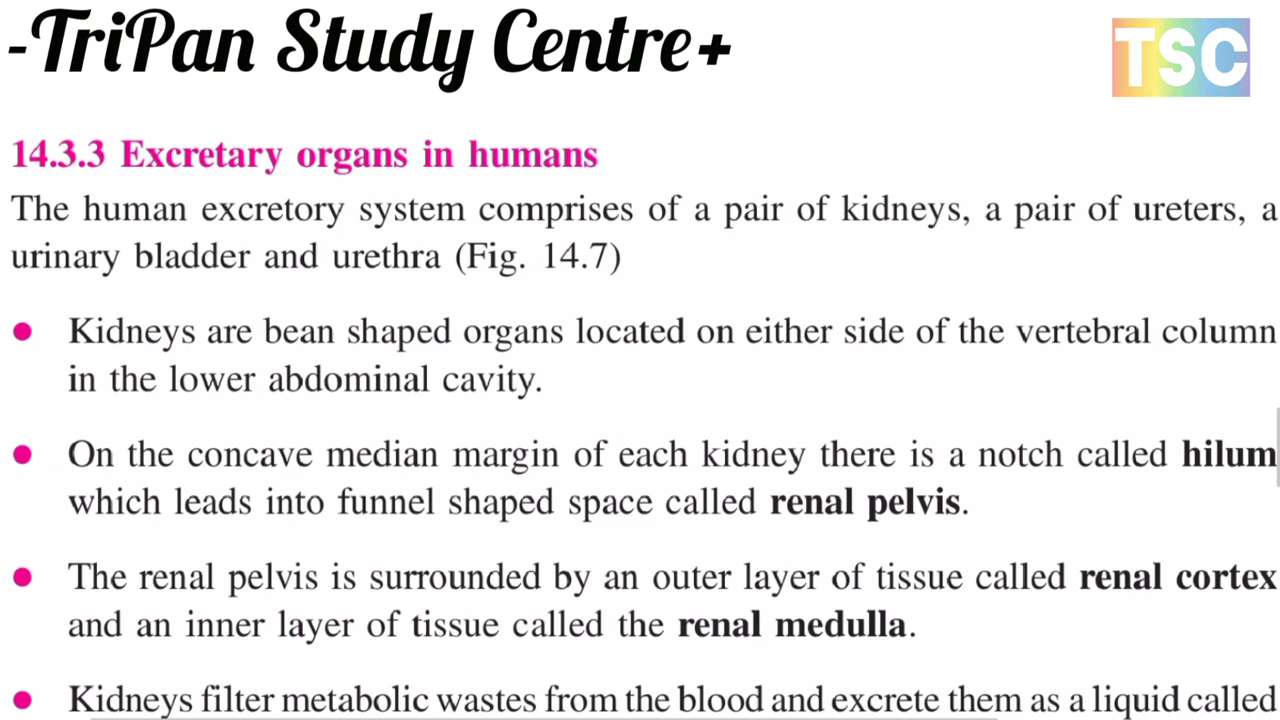 -TriPan Study Centre+
TSC
14.3.3 Excretary organs in humans
The human excretory system comprises of a pair of kidneys, a pair of ureters, a
urinary bladder and urethra (Fig. 14.7)
● Kidneys are bean shaped organs located on either side of the vertebral column
in the lower abdominal cavity.
● On the concave median margin of each kidney there is a notch called hilum
which leads into funnel shaped space called renal pelvis.
● The renal pelvis is surrounded by an outer layer of tissue called renal cortex
and an inner layer of tissue called the renal medulla.
● Kidneys filter metabolic wastes from the blood and excrete them as a liquid called